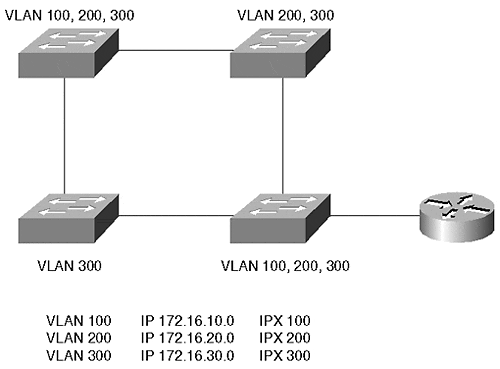 VLAN 100, 200, 300
VLAN 200, 300
VLAN 300
VLAN 100, 200, 300
VLAN 100 IP 172.16.10.0 IPX 100
VLAN 200 IP 172.16.20.0 IPX 200
VLAN 300 IP 172.16.30.0 IPX 300